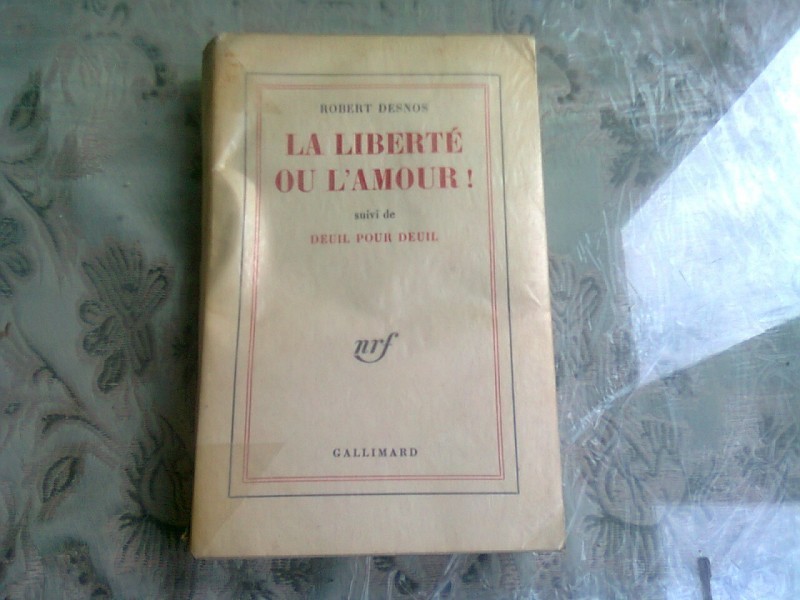 ROBERT DESNOS
LA LIBERTÉ
OU L'AMOUR !
suivi de
DEUIL POUR DEUIL
nrf
GALLIMARD